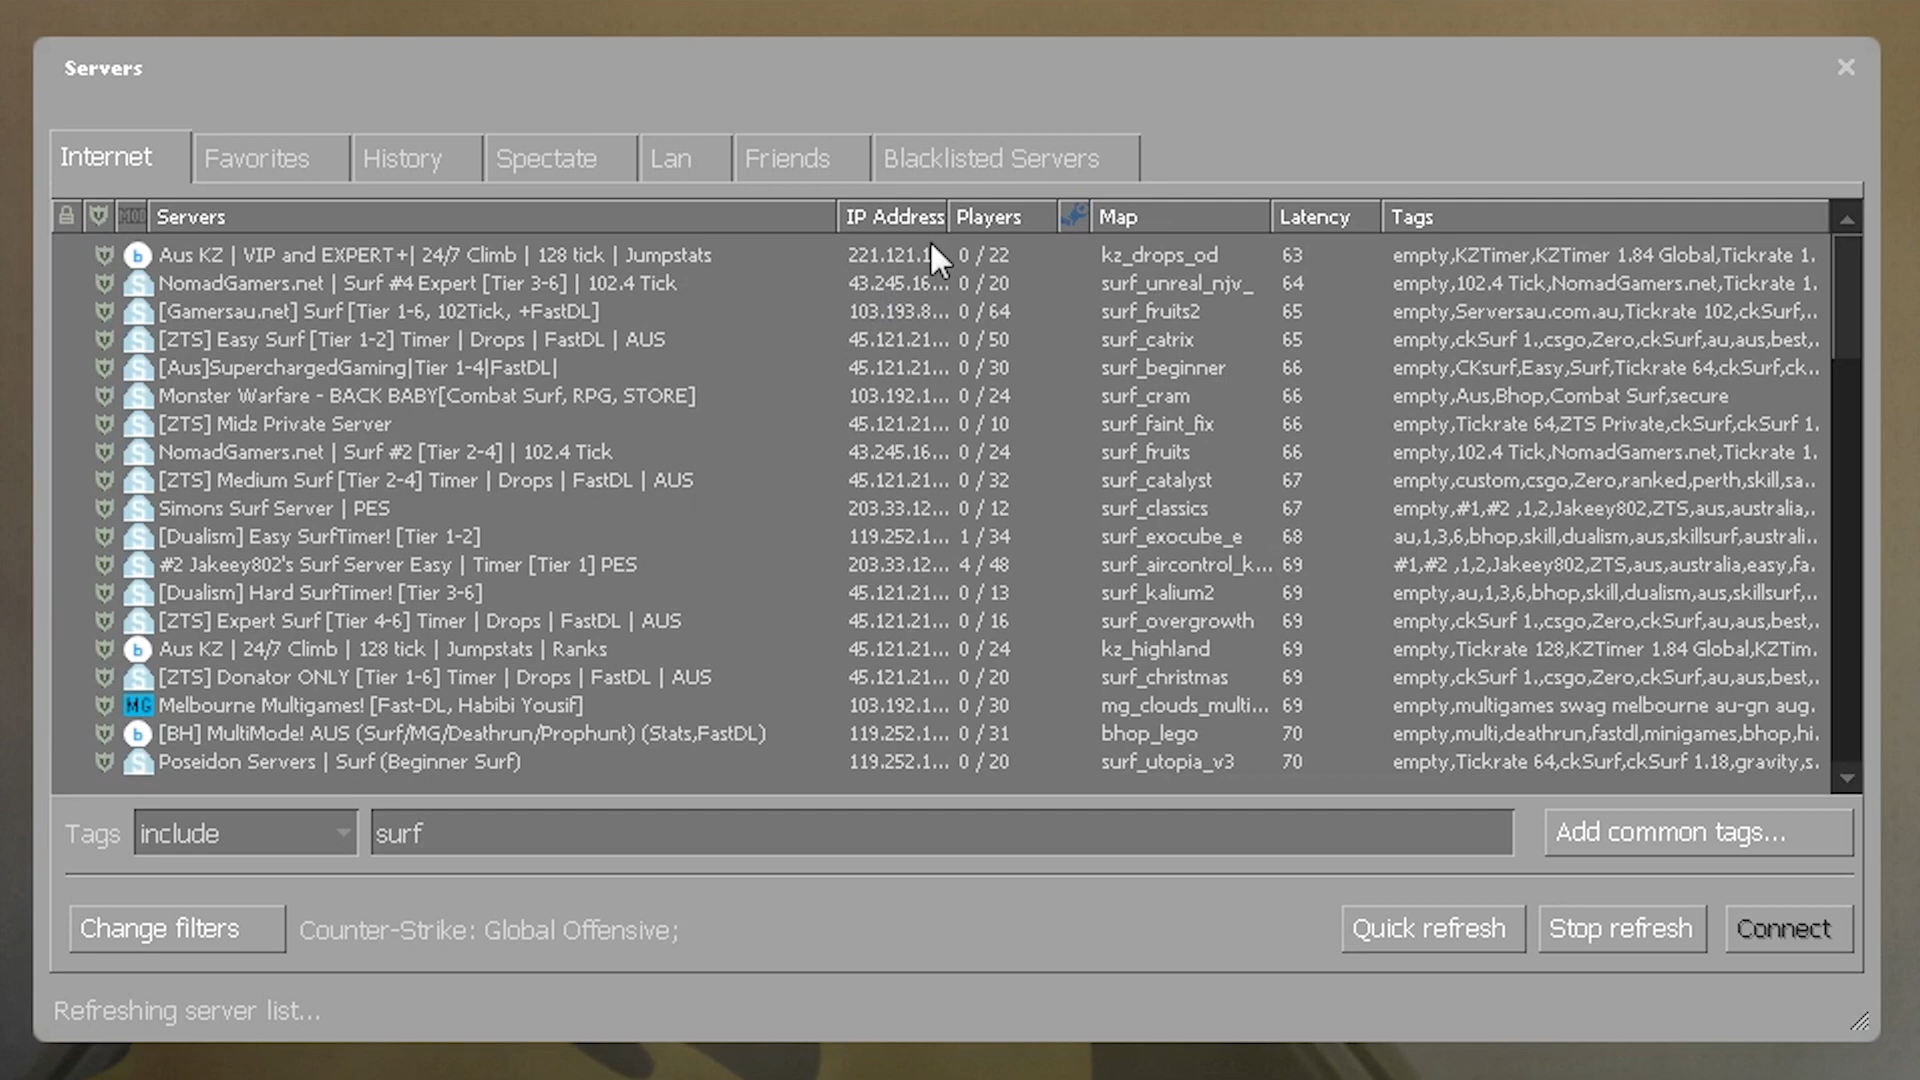 Servers
Internet Favorites History Spectate Lan Friends Blacklisted Servers
MOD Servers IP Address Players Map Latency Tags
b Aus KZ | VIP and EXPERT+| 24/7 Climb | 128 tick | Jumpstats 221.121.1 0 / 22 kz_drops_od 63 empty,KZTimer,KZTimer 1.84 Global,Tickrate 1.
S NomadGamers.net | Surf #4 Expert [Tier 3-6] | 102.4 Tick 43.245.16... 0 / 20 surf_unreal_njv_ 64 empty,102.4 Tick,NomadGamers.net,Tickrate 1.
S [Gamersau.net] Surf [Tier 1-6, 102Tick, +FastDL] 103.193.8... 0 / 64 surf_fruits2 65 empty,Serversau.com.au,Tickrate 102,ckSurf,..
S [ZTS] Easy Surf [Tier 1-2] Timer | Drops | FastDL | AUS 45.121.21... 0 / 50 surf_catrix 65 empty,ckSurf 1.,csgo,Zero,ckSurf,au,aus,best,.
S [Aus]SuperchargedGaming|Tier 1-4|FastDL| 45.121.21... 0 / 30 surf_beginner 66 empty,CKsurf,Easy,Surf,Tickrate 64,ckSurf,ck..
S Monster Warfare - BACK BABY[Combat Surf, RPG, STORE] 103.192.1... 0 / 24 surf_cram 66 empty,Aus,Bhop,Combat Surf,secure
S [ZTS] Midz Private Server 45.121.21... 0 / 10 surf_faint_fix 66 empty,Tickrate 64,ZTS Private,ckSurf,ckSurf 1.
S NomadGamers.net | Surf #2 [Tier 2-4] | 102.4 Tick 43.245.16... 0 / 24 surf_fruits 66 empty,102.4 Tick,NomadGamers.net,Tickrate 1.
S [ZTS] Medium Surf [Tier 2-4] Timer | Drops | FastDL | AUS 45.121.21... 0 / 32 surf_catalyst 67 empty,custom,csgo,Zero,ranked,perth,skill,sa..
S Simons Surf Server | PES 203.33.12... 0 / 12 surf_classics 67 empty,#1,#2 ,1,2,Jakeey802,ZTS,aus,australia,.
S [Dualism] Easy SurfTimer! [Tier 1-2] 119.252.1... 1 / 34 surf_exocube_e 68 au,1,3,6,bhop,skill,dualism,aus,skillsurf,australi..
S #2 Jakeey802's Surf Server Easy | Timer [Tier 1] PES 203.33.12... 4 / 48 surf_aircontrol_k... 69 #1,#2 ,1,2,Jakeey802,ZTS,aus,australia,easy,fa.
S [Dualism] Hard SurfTimer! [Tier 3-6] 45.121.21... 0 / 13 surf_kalium2 69 empty,au,1,3,6,bhop,skill,dualism,aus,skillsurf,..
S [ZTS] Expert Surf [Tier 4-6] Timer | Drops | FastDL | AUS 45.121.21... 0 / 16 surf_overgrowth 69 empty,ckSurf 1.,csgo,Zero,ckSurf,au,aus,best,.
b Aus KZ | 24/7 Climb | 128 tick | Jumpstats | Ranks 45.121.21... 0 / 24 kz_highland 69 empty,Tickrate 128,KZTimer 1.84 Global,KZTim.
S [ZTS] Donator ONLY [Tier 1-6] Timer | Drops | FastDL | AUS 45.121.21... 0 / 20 surf_christmas 69 empty,ckSurf 1.,csgo,Zero,ckSurf,au,aus,best,.
MG Melbourne Multigames! [Fast-DL, Habibi Yousif] 103.192.1... 0 / 30 mg_clouds_multi... 69 empty,multigames swag melbourne au-gn aug.
b [BH] MultiMode! AUS (Surf/MG/Deathrun/Prophunt) (Stats,FastDL) 119.252.1... 0 / 31 bhop_lego 70 empty,multi,deathrun,fastdl,minigames,bhop,hi.
S Poseidon Servers | Surf (Beginner Surf) 119.252.1... 0 / 20 surf_utopia_v3 70 empty,Tickrate 64,ckSurf,ckSurf 1.18,gravity,s.
Tags include surf Add common tags...
Change filters Counter-Strike: Global Offensive; Quick refresh Stop refresh Connect
Refreshing server list...